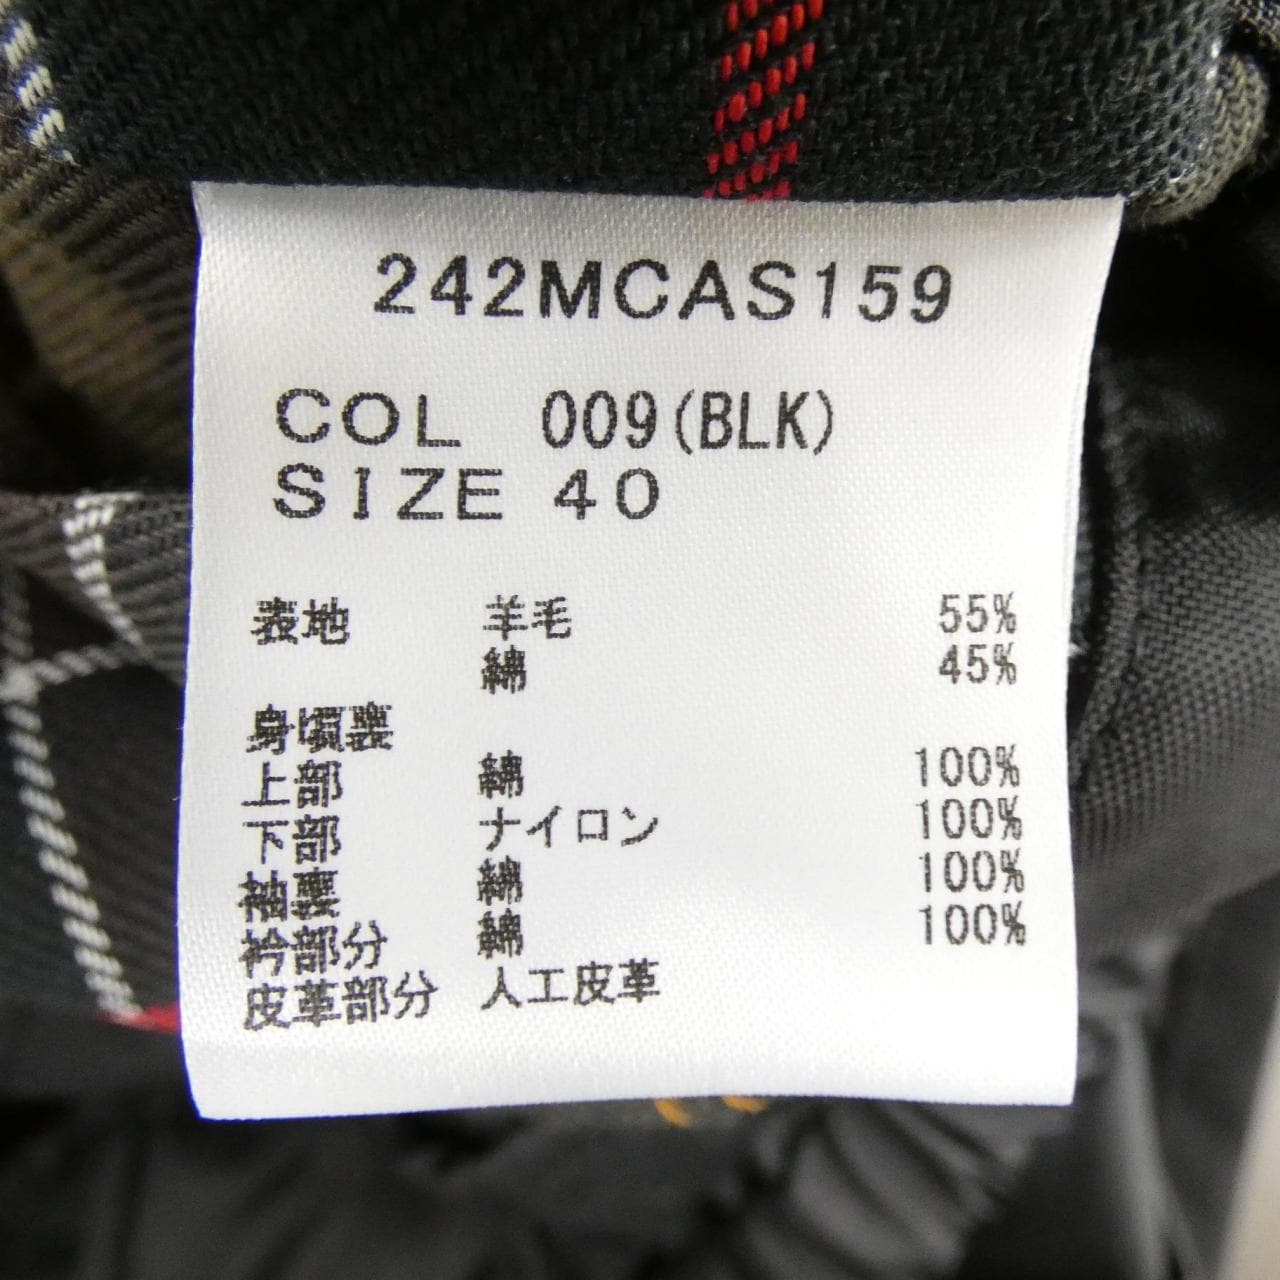 242MCAS159
COL 009(BLK)
SIZE 40
表地 羊毛 55%
綿 45%
身頃裏
上部 綿 100%
下部 ナイロン 100%
袖裏 綿 100%
衿部分 綿 100%
皮革部分 人工皮革